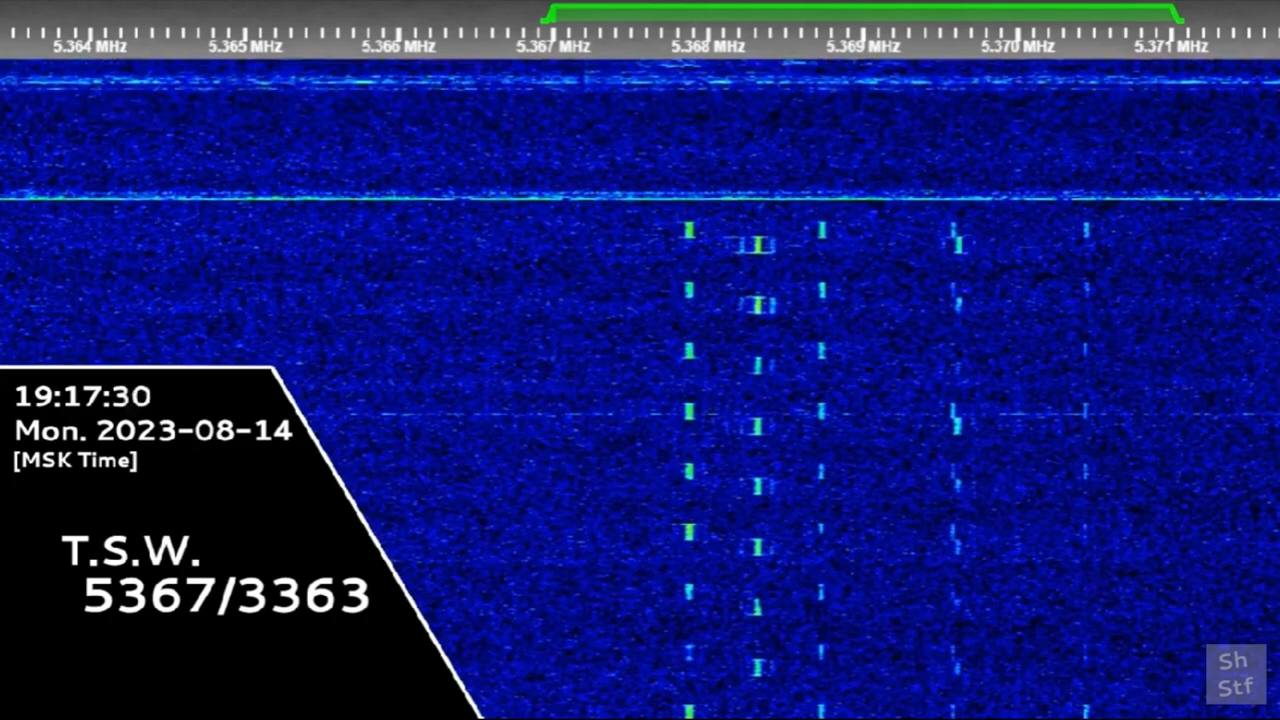 5.364 MHz 5.365 MHz 5.366 MHz 5.367 MHz 5.368 MHz 5.369 MHz 5.370 MHz 5.371 MHz
19:17:30
Mon. 2023-08-14
[MSK Time]
T.S.W.
5367/3363
Sh
Stf